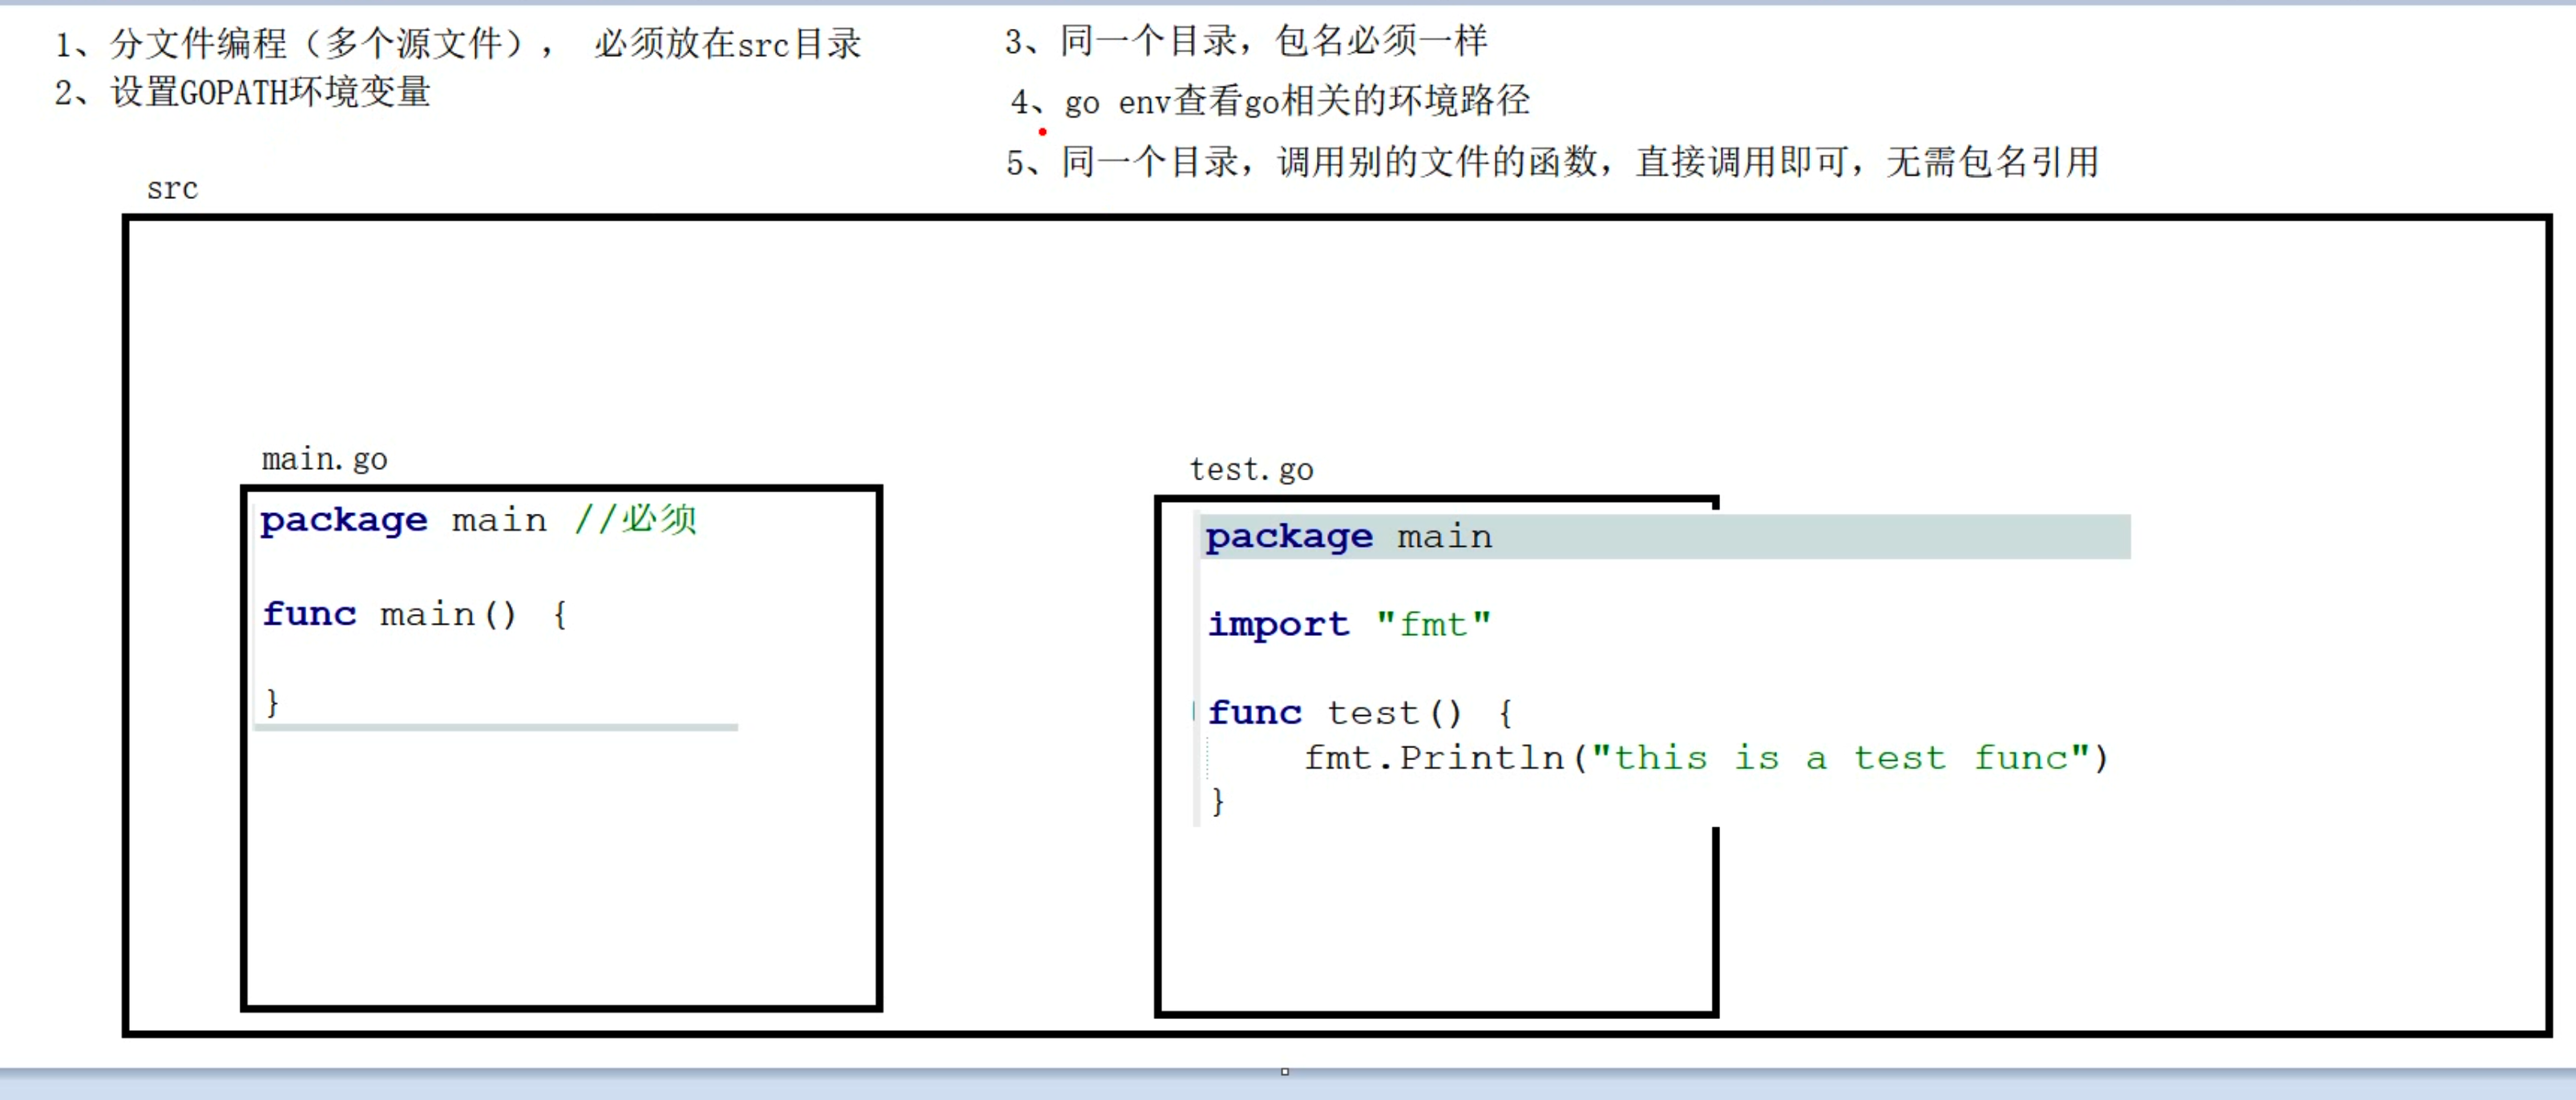 1、分文件编程（多个源文件）， 必须放在src目录
2、设置GOPATH环境变量
3、同一个目录，包名必须一样
4、go env查看go相关的环境路径
5、同一个目录，调用别的文件的函数，直接调用即可，无需包名引用
src
main.go
package main //必须
func main() {
}
test.go
package main
import "fmt"
func test() {
fmt.Println("this is a test func")
}